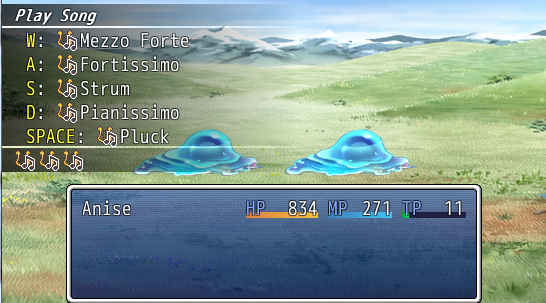 Play Song
W: Mezzo Forte
A: Fortissimo
S: Strum
D: Pianissimo
SPACE: Pluck
Anise HP 834 MP 271 TP 11